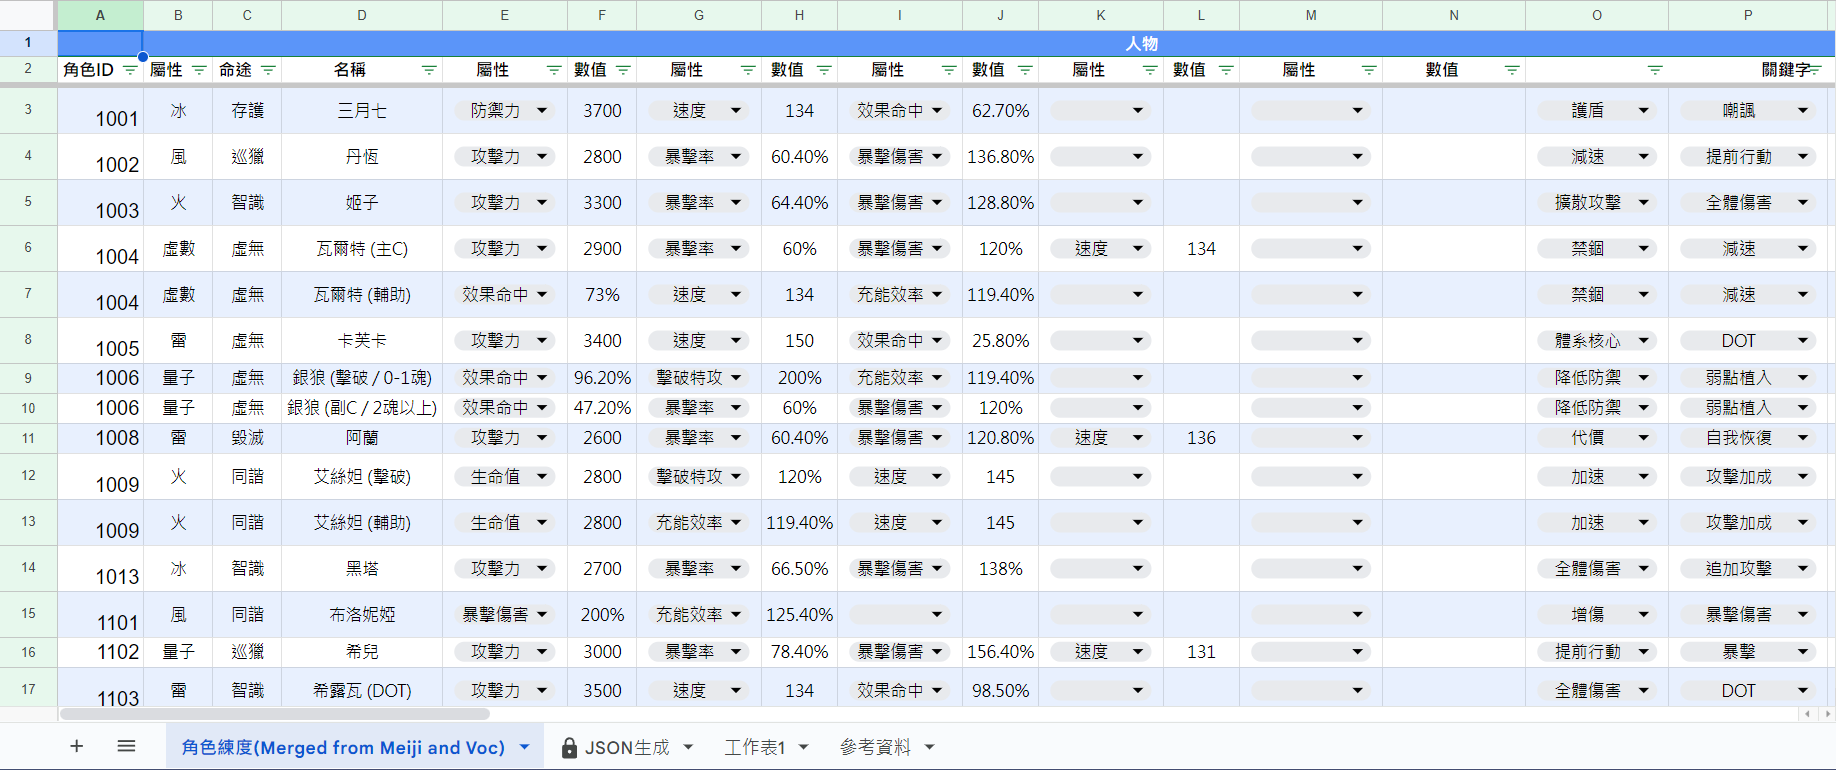 A B C D E F G H I J K L M N O P
1 人物
2 角色ID 屬性 命途 名稱 屬性 數值 屬性 數值 屬性 數值 屬性 數值 屬性 數值 關鍵字
3 1001 冰 存護 三月七 防禦力 3700 速度 134 效果命中 62.70% 護盾 嘲諷
4 1002 風 巡獵 丹恆 攻擊力 2800 暴擊率 60.40% 暴擊傷害 136.80% 減速 提前行動
5 1003 火 智識 姬子 攻擊力 3300 暴擊率 64.40% 暴擊傷害 128.80% 擴散攻擊 全體傷害
6 1004 虛數 虛無 瓦爾特 (主C) 攻擊力 2900 暴擊率 60% 暴擊傷害 120% 速度 134 禁錮 減速
7 1004 虛數 虛無 瓦爾特 (輔助) 效果命中 73% 速度 134 充能效率 119.40% 禁錮 減速
8 1005 雷 虛無 卡芙卡 攻擊力 3400 速度 150 效果命中 25.80% 體系核心 DOT
9 1006 量子 虛無 銀狼 (擊破 / 0-1魂) 效果命中 96.20% 擊破特攻 200% 充能效率 119.40% 降低防禦 弱點植入
10 1006 量子 虛無 銀狼 (副C / 2魂以上) 效果命中 47.20% 暴擊率 60% 暴擊傷害 120% 降低防禦 弱點植入
11 1008 雷 毀滅 阿蘭 攻擊力 2600 暴擊率 60.40% 暴擊傷害 120.80% 速度 136 代價 自我恢復
12 1009 火 同諧 艾絲妲 (擊破) 生命值 2800 擊破特攻 120% 速度 145 加速 攻擊加成
13 1009 火 同諧 艾絲妲 (輔助) 生命值 2800 充能效率 119.40% 速度 145 加速 攻擊加成
14 1013 冰 智識 黑塔 攻擊力 2700 暴擊率 66.50% 暴擊傷害 138% 全體傷害 追加攻擊
15 1101 風 同諧 布洛妮婭 暴擊傷害 200% 充能效率 125.40% 增傷 暴擊傷害
16 1102 量子 巡獵 希兒 攻擊力 3000 暴擊率 78.40% 暴擊傷害 156.40% 速度 131 提前行動 暴擊
17 1103 雷 智識 希露瓦 (DOT) 攻擊力 3500 速度 134 效果命中 98.50% 全體傷害 DOT
角色練度(Merged from Meiji and Voc) JSON生成 工作表1 參考資料